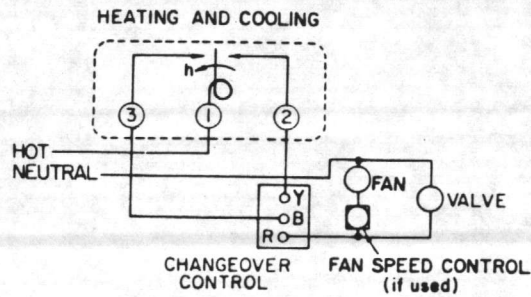 HEATING AND COOLING
h
3 1 2
HOT
NEUTRAL
FAN
Y
VALVE
B
R
CHANGEOVER CONTROL
FAN SPEED CONTROL
(if used)